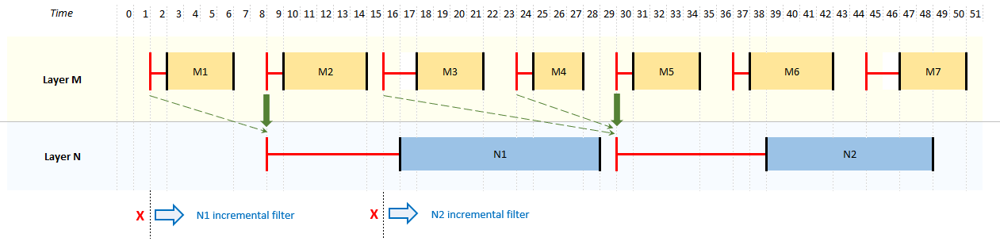 Time 0 1 2 3 4 5 6 7 8 9 10 11 12 13 14 15 16 17 18 19 20 21 22 23 24 25 26 27 28 29 30 31 32 33 34 35 36 37 38 39 40 41 42 43 44 45 46 47 48 49 50 51
Layer M M1 M2 M3 M4 M5 M6 M7
Layer N N1 N2
X N1 incremental filter X N2 incremental filter